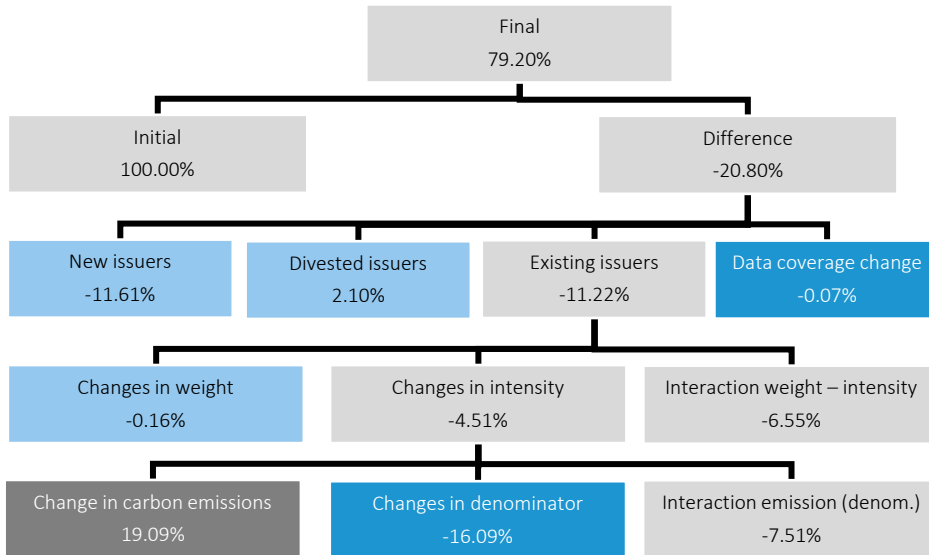 Final
79.20%
Initial
100.00%
Difference
-20.80%
New issuers
-11.61%
Divested issuers
2.10%
Existing issuers
-11.22%
Data coverage change
-0.07%
Changes in weight
-0.16%
Changes in intensity
-4.51%
Interaction weight – intensity
-6.55%
Change in carbon emissions
19.09%
Changes in denominator
-16.09%
Interaction emission (denom.)
-7.51%